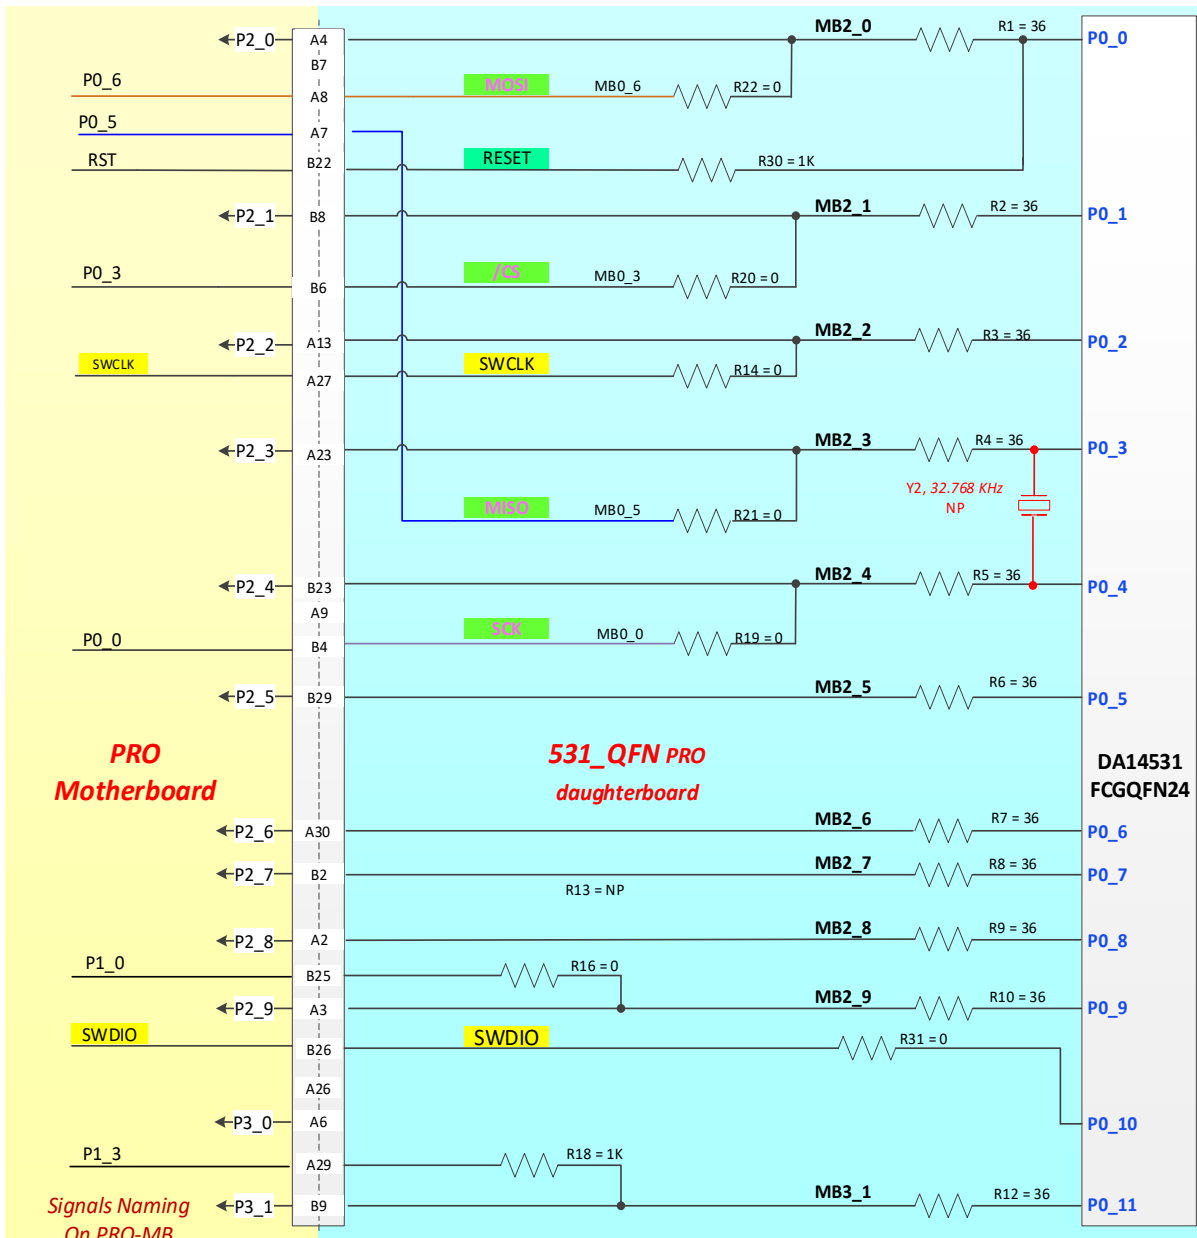 P2_0 A4 MB2_0 R1 = 36 P0_0
B7
P0_6 A8 MOSI MB0_6 R22 = 0
P0_5 A7
RST B22 RESET R30 = 1K
P2_1 B8 MB2_1 R2 = 36 P0_1
P0_3 B6 /CS MB0_3 R20 = 0
P2_2 A13 MB2_2 R3 = 36 P0_2
SWCLK A27 SWCLK R14 = 0
P2_3 A23 MB2_3 R4 = 36 P0_3
Y2, 32.768 KHz
NP
MISO MB0_5 R21 = 0
P2_4 B23 MB2_4 R5 = 36 P0_4
A9
P0_0 B4 SCK MB0_0 R19 = 0
P2_5 B29 MB2_5 R6 = 36 P0_5
PRO
Motherboard
531_QFN PRO
daughterboard
DA14531
FCGQFN24
P2_6 A30 MB2_6 R7 = 36 P0_6
P2_7 B2 MB2_7 R8 = 36 P0_7
R13 = NP
P2_8 A2 MB2_8 R9 = 36 P0_8
P1_0 B25 R16 = 0
P2_9 A3 MB2_9 R10 = 36 P0_9
SWDIO B26 SWDIO R31 = 0
A26
P3_0 A6 P0_10
P1_3 A29 R18 = 1K
P3_1 B9 MB3_1 R12 = 36 P0_11
Signals Naming
On PRO-MB